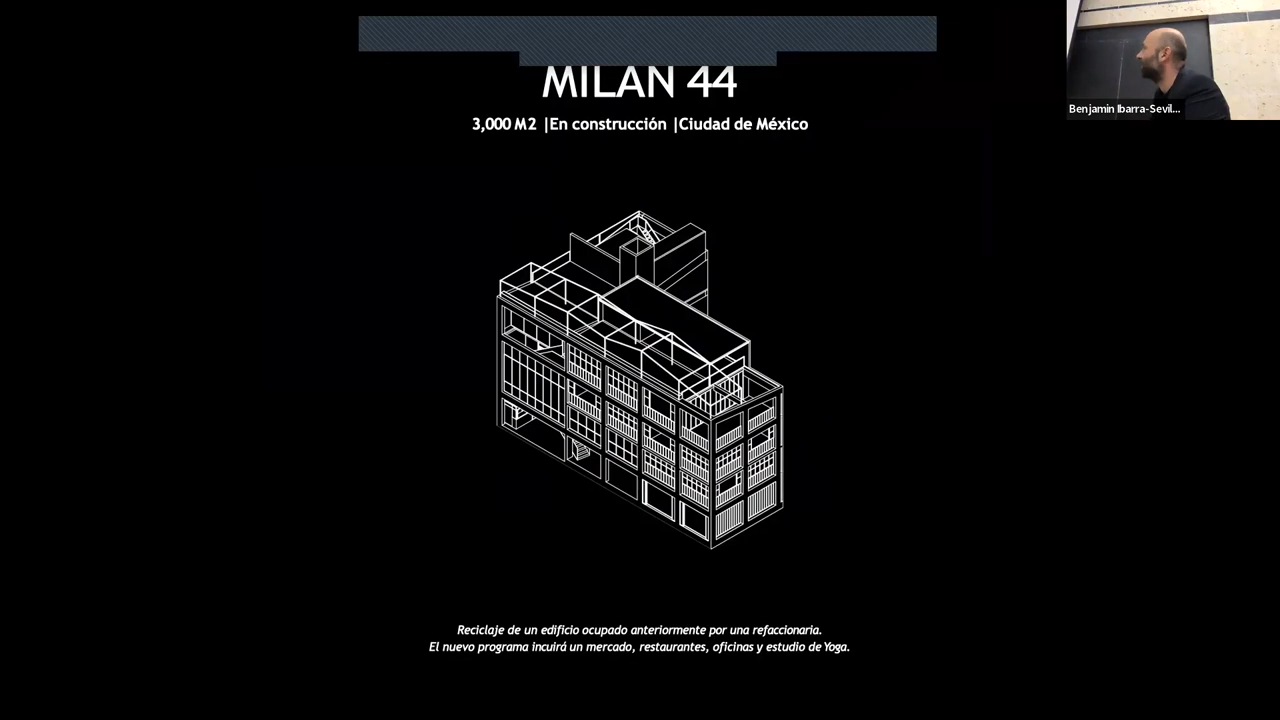 MILAN 44
3,000 M2 |En construcción |Ciudad de México
Benjamin Ibarra-Sevil...
Reciclaje de un edificio ocupado anteriormente por una refaccionaria.
El nuevo programa incuirá un mercado, restaurantes, oficinas y estudio de Yoga.